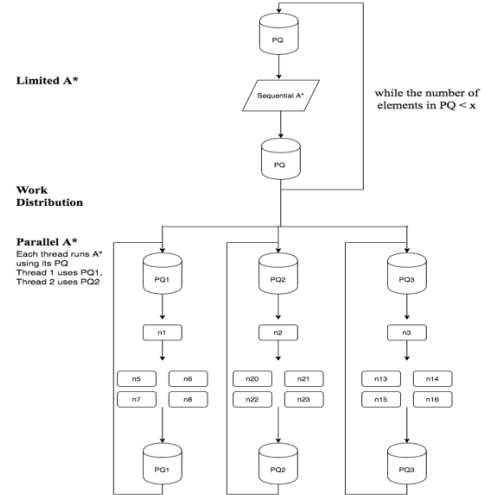 PQ
Limited A*
Sequential A*
while the number of
elements in PQ < x
PQ
Work
Distribution
Parallel A*
Each thread runs A*
using its PQ
Thread 1 uses PQ1,
Thread 2 uses PQ2
PQ1 PQ2 PQ3
n1 n2 n3
n5 n6 n20 n21 n13 n14
n7 n8 n22 n23 n15 n16
PQ1 PQ2 PQ3